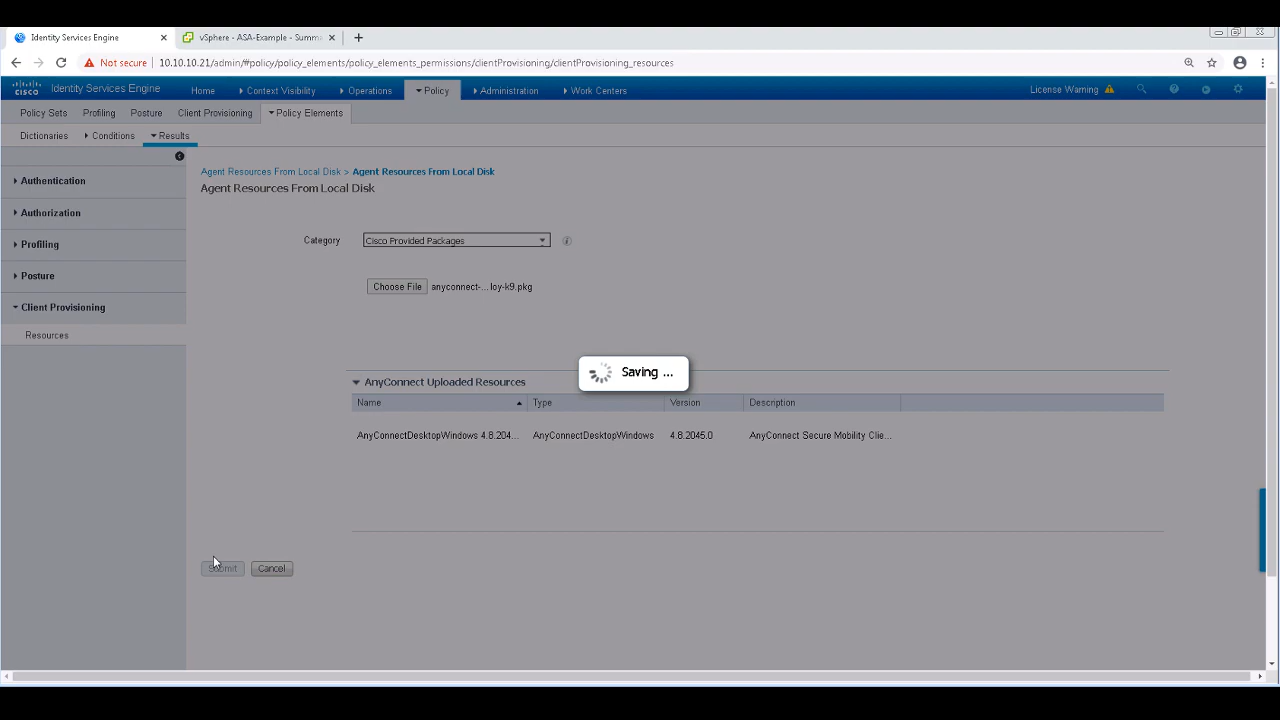 Identity Services Engine
vSphere - ASA-Example - Summ
Not secure 10.10.10.21/admin/#policy/policy_elements/policy_elements_permissions/clientProvisioning/clientProvisioning_resources
cisco Identity Services Engine Home Context Visibility Operations Policy Administration Work Centers License Warning
Policy Sets Profiling Posture Client Provisioning Policy Elements
Dictionaries Conditions Results
Authentication
Authorization
Profiling
Posture
Client Provisioning
Resources
Agent Resources From Local Disk > Agent Resources From Local Disk
Agent Resources From Local Disk
Category Cisco Provided Packages
Choose File anyconnect-... loy-k9.pkg
Saving ...
AnyConnect Uploaded Resources
Name Type Version Description
AnyConnectDesktopWindows 4.8.204... AnyConnectDesktopWindows 4.8.2045.0 AnyConnect Secure Mobility Clie...
Submit Cancel